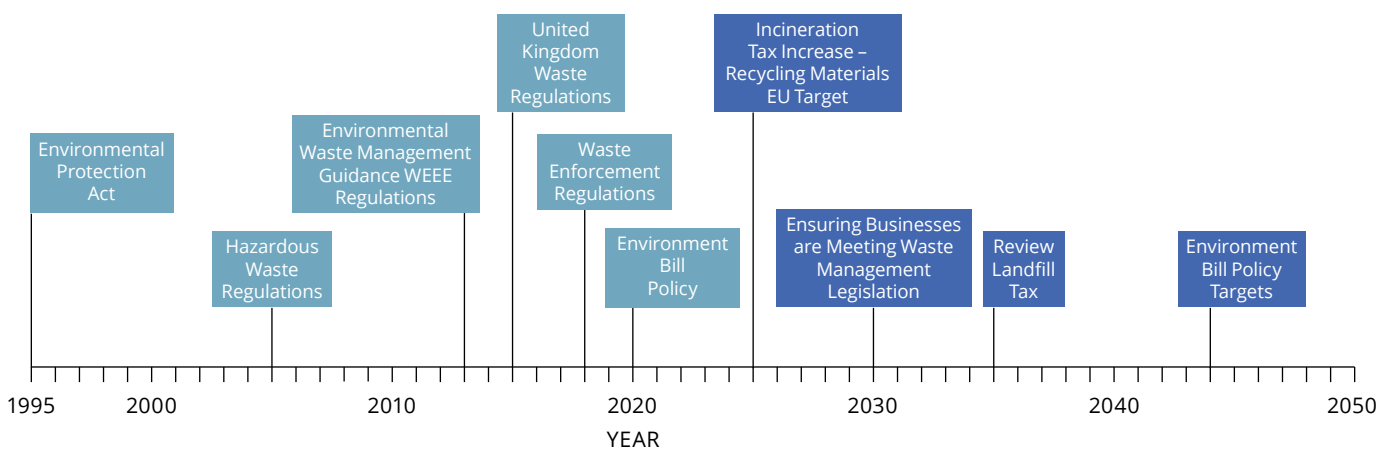 Environmental
Protection
Act
Hazardous
Waste
Regulations
Environmental
Waste Management
Guidance WEEE
Regulations
United
Kingdom
Waste
Regulations
Waste
Enforcement
Regulations
Environment
Bill
Policy
Incineration
Tax Increase –
Recycling Materials
EU Target
Ensuring Businesses
are Meeting Waste
Management
Legislation
Review
Landfill
Tax
Environment
Bill Policy
Targets
1995 2000 2010 2020 2030 2040 2050
YEAR